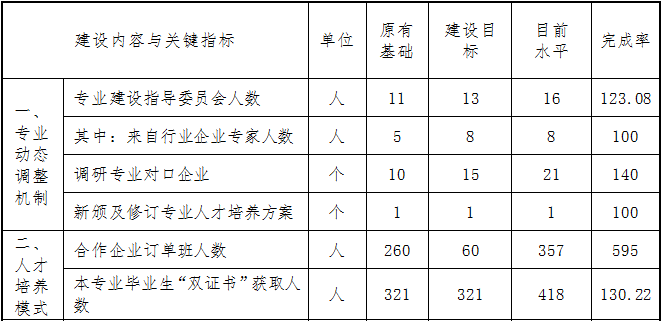 建设内容与关键指标 单位 原有基础 建设目标 目前水平 完成率
一、专业动态调整机制
专业建设指导委员会人数 人 11 13 16 123.08
其中：来自行业企业专家人数 人 5 8 8 100
调研专业对口企业 个 10 15 21 140
新颁及修订专业人才培养方案 个 1 1 1 100
二、人才培养模式
合作企业订单班人数 人 260 60 357 595
本专业毕业生“双证书”获取人数 人 321 321 418 130.22